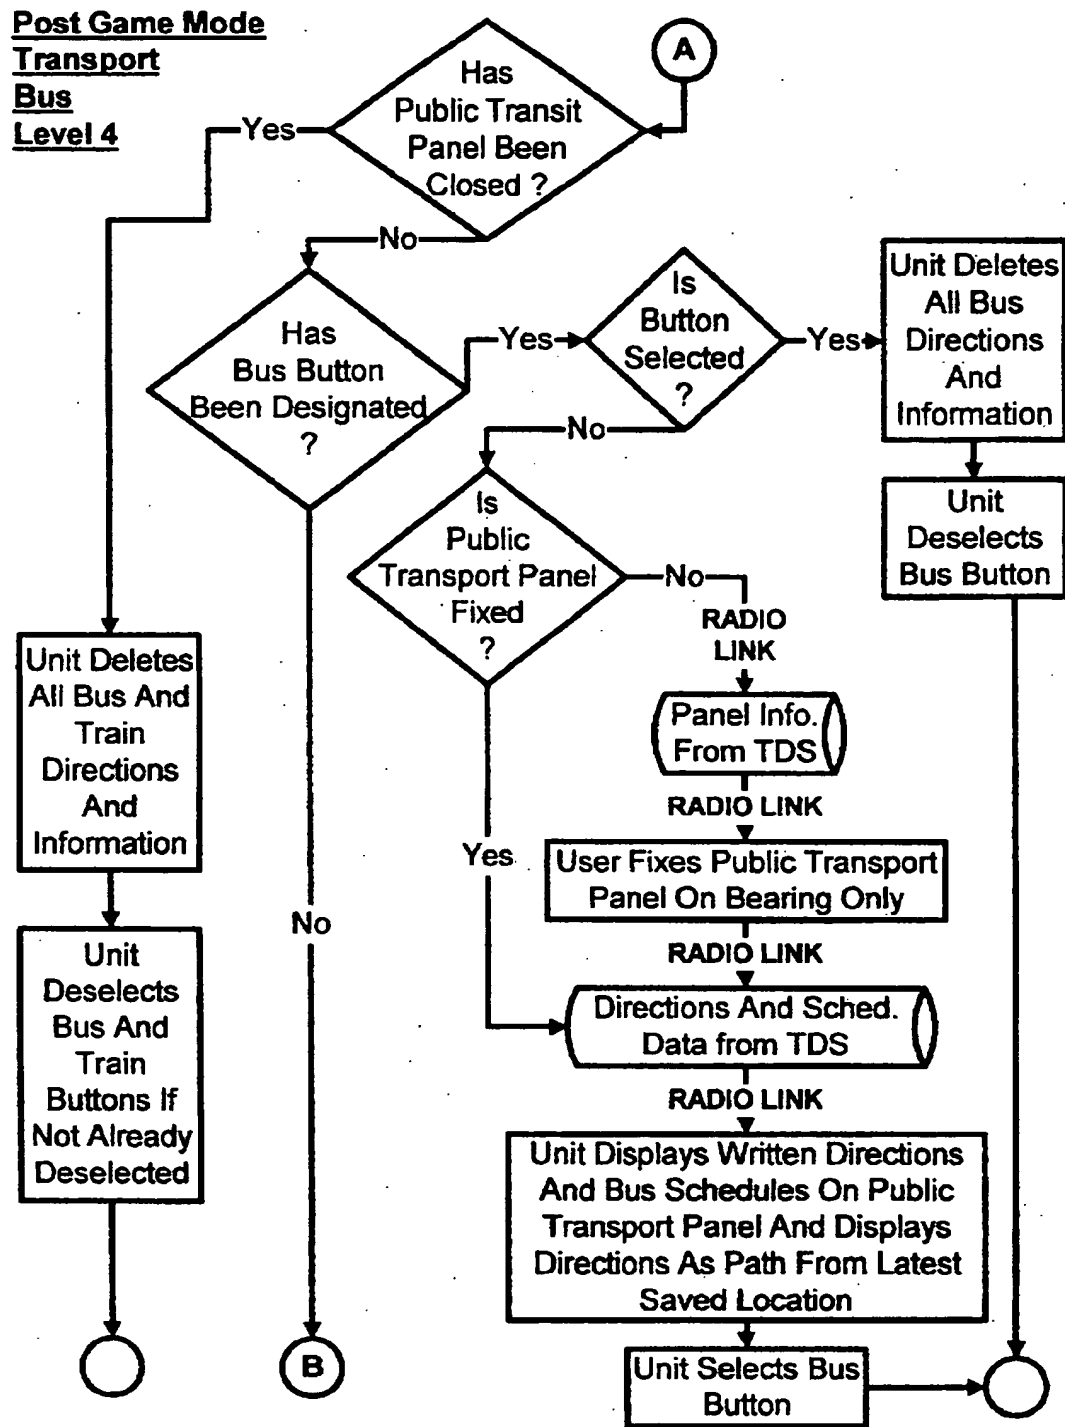 Post Game Mode
Transport
Bus
Level 4
A
Has
Public Transit
Panel Been
Closed ?
Yes
No
Has
Bus Button
Been Designated
?
Yes
Is
Button
Selected
?
Yes
Unit Deletes
All Bus
Directions
And
Information
No
Unit
Deselects
Bus Button
Is
Public
Transport Panel
Fixed
?
No
RADIO
LINK
Unit Deletes
All Bus And
Train
Directions
And
Information
Panel Info.
From TDS
RADIO LINK
Yes
User Fixes Public Transport
Panel On Bearing Only
No
RADIO LINK
Unit
Deselects
Bus And
Train
Buttons If
Not Already
Deselected
Directions And Sched.
Data from TDS
RADIO LINK
Unit Displays Written Directions
And Bus Schedules On Public
Transport Panel And Displays
Directions As Path From Latest
Saved Location
B
Unit Selects Bus
Button